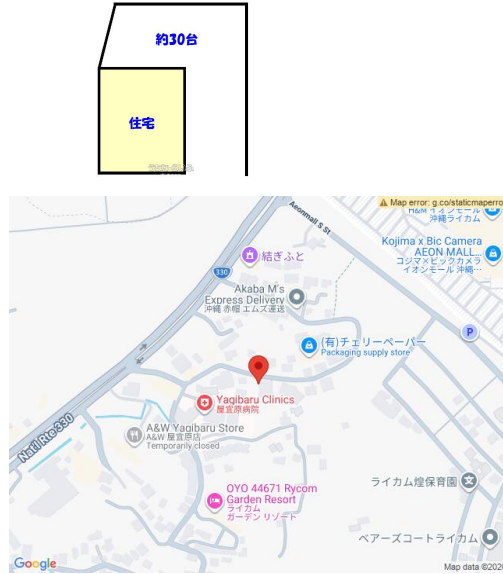 約30台
住宅
Map error: g.co/staticmaperro
Aeonmall S St
H&M イオンモール
沖縄ライカム
Kojima x Bic Camera
AEON MALL...
コジマ×ビックカメラ
イオンモール 沖縄…
結ぎふと
330
Akaba M's
Express Delivery
沖縄 赤帽 エムズ運送
P
(有)チェリーペーパー
Packaging supply store
Yagibaru Clinics
屋宜原病院
A&W Yagibaru Store
A&W 屋宜原店
Temporarily closed
Nat'l Rte 330
OYO 44671 Rycom
Garden Resort
ライカム
ガーデン リゾート
ライカム煌保育園
ベアーズコートライカム
Google
Map data ©202